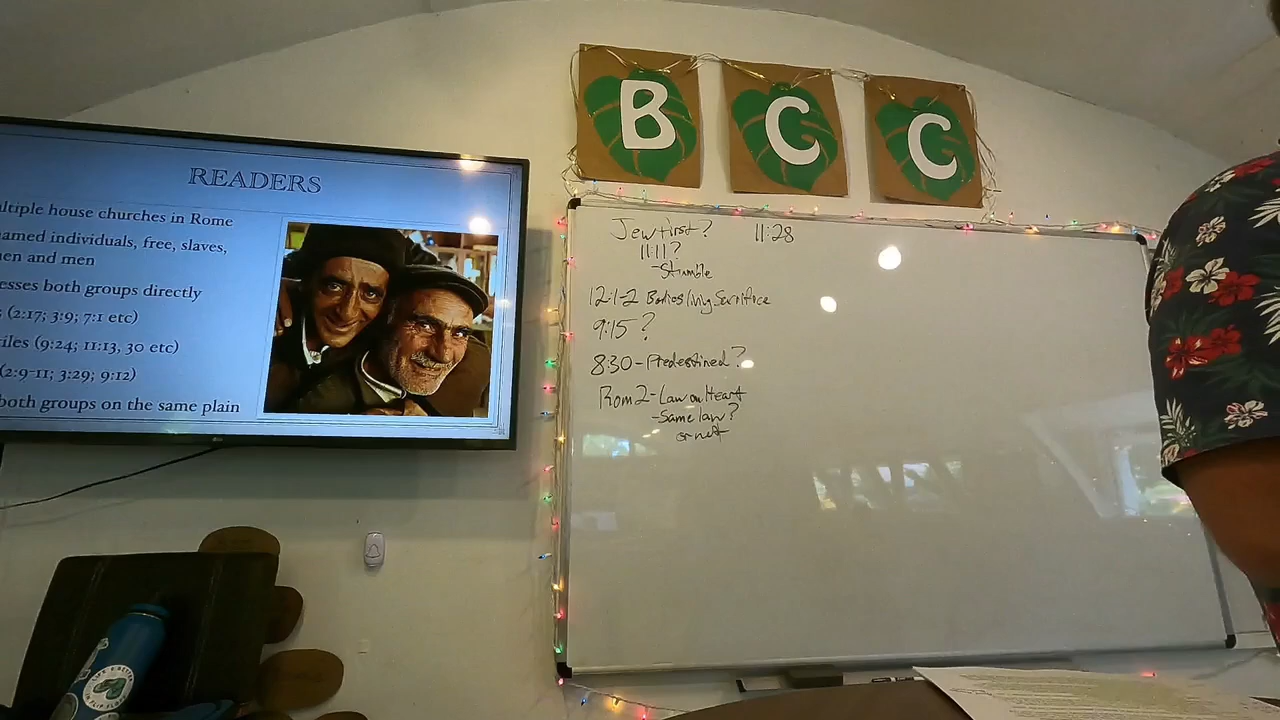 B C C
READERS
ultiple house churches in Rome
named individuals, free, slaves,
men and men
esses both groups directly
(2:17; 3:9; 7:1 etc)
tiles (9:24; 11:13, 30 etc)
(2:9-11; 3:29; 9:12)
both groups on the same plain
Jew first? 11:28
11:11?
-Stumble
12:1-2 Bodies living Sacrifice
9:15?
8:30-Predestined?
Rom 2-Law on Heart
-Same law?
or not